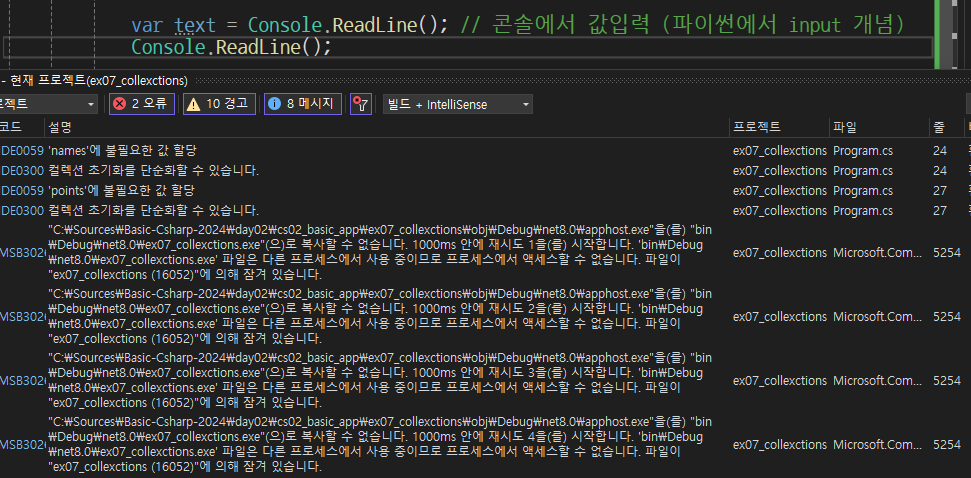 var text = Console.ReadLine(); // 콘솔에서 값입력 (파이썬에서 input 개념)
Console.ReadLine();
- 현재 프로젝트(ex07_collexctions)
로젝트 2 오류 10 경고 8 메시지 빌드 + IntelliSense
코드 설명 프로젝트 파일 줄
DE0059 'names'에 불필요한 값 할당 ex07_collexctions Program.cs 24
DE0300 컬렉션 초기화를 단순화할 수 있습니다. ex07_collexctions Program.cs 24
DE0059 'points'에 불필요한 값 할당 ex07_collexctions Program.cs 27
DE0300 컬렉션 초기화를 단순화할 수 있습니다. ex07_collexctions Program.cs 27
"C:₩Sources₩Basic-Csharp-2024₩day02₩cs02_basic_app₩ex07_collexctions₩obj₩Debug₩net8.0₩apphost.exe"을(를) "bin
₩Debug₩net8.0₩ex07_collexctions.exe"(으)로 복사할 수 없습니다. 1000ms 안에 재시도 1을(를) 시작합니다. 'bin₩Debug
MSB3026 ₩net8.0₩ex07_collexctions.exe' 파일은 다른 프로세스에서 사용 중이므로 프로세스에서 액세스할 수 없습니다. 파일이 ex07_collexctions Microsoft.Com... 5254
"ex07_collexctions (16052)"에 의해 잠겨 있습니다.
"C:₩Sources₩Basic-Csharp-2024₩day02₩cs02_basic_app₩ex07_collexctions₩obj₩Debug₩net8.0₩apphost.exe"을(를) "bin
₩Debug₩net8.0₩ex07_collexctions.exe"(으)로 복사할 수 없습니다. 1000ms 안에 재시도 2을(를) 시작합니다. 'bin₩Debug
MSB3026 ₩net8.0₩ex07_collexctions.exe' 파일은 다른 프로세스에서 사용 중이므로 프로세스에서 액세스할 수 없습니다. 파일이 ex07_collexctions Microsoft.Com... 5254
"ex07_collexctions (16052)"에 의해 잠겨 있습니다.
"C:₩Sources₩Basic-Csharp-2024₩day02₩cs02_basic_app₩ex07_collexctions₩obj₩Debug₩net8.0₩apphost.exe"을(를) "bin
₩Debug₩net8.0₩ex07_collexctions.exe"(으)로 복사할 수 없습니다. 1000ms 안에 재시도 3을(를) 시작합니다. 'bin₩Debug
MSB3026 ₩net8.0₩ex07_collexctions.exe' 파일은 다른 프로세스에서 사용 중이므로 프로세스에서 액세스할 수 없습니다. 파일이 ex07_collexctions Microsoft.Com... 5254
"ex07_collexctions (16052)"에 의해 잠겨 있습니다.
"C:₩Sources₩Basic-Csharp-2024₩day02₩cs02_basic_app₩ex07_collexctions₩obj₩Debug₩net8.0₩apphost.exe"을(를) "bin
₩Debug₩net8.0₩ex07_collexctions.exe"(으)로 복사할 수 없습니다. 1000ms 안에 재시도 4을(를) 시작합니다. 'bin₩Debug
MSB3026 ₩net8.0₩ex07_collexctions.exe' 파일은 다른 프로세스에서 사용 중이므로 프로세스에서 액세스할 수 없습니다. 파일이 ex07_collexctions Microsoft.Com... 5254
"ex07_collexctions (16052)"에 의해 잠겨 있습니다.